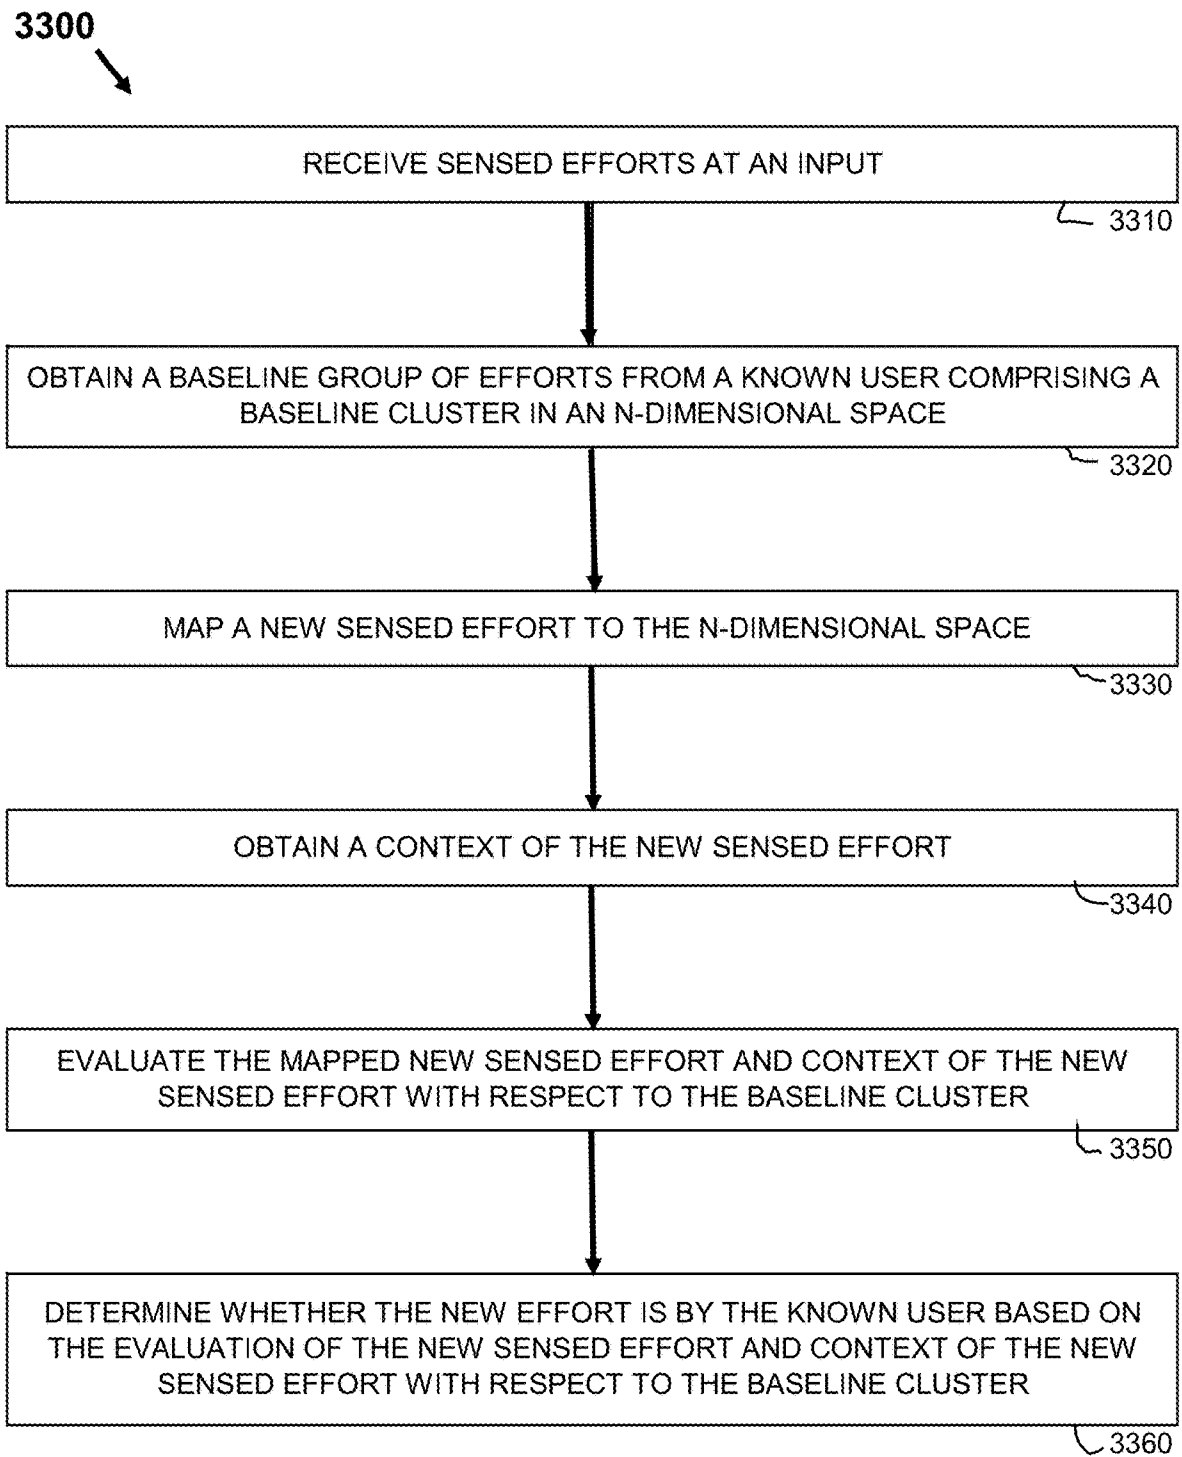 3300
RECEIVE SENSED EFFORTS AT AN INPUT
3310
OBTAIN A BASELINE GROUP OF EFFORTS FROM A KNOWN USER COMPRISING A
BASELINE CLUSTER IN AN N-DIMENSIONAL SPACE
3320
MAP A NEW SENSED EFFORT TO THE N-DIMENSIONAL SPACE
3330
OBTAIN A CONTEXT OF THE NEW SENSED EFFORT
3340
EVALUATE THE MAPPED NEW SENSED EFFORT AND CONTEXT OF THE NEW
SENSED EFFORT WITH RESPECT TO THE BASELINE CLUSTER
3350
DETERMINE WHETHER THE NEW EFFORT IS BY THE KNOWN USER BASED ON
THE EVALUATION OF THE NEW SENSED EFFORT AND CONTEXT OF THE NEW
SENSED EFFORT WITH RESPECT TO THE BASELINE CLUSTER
3360